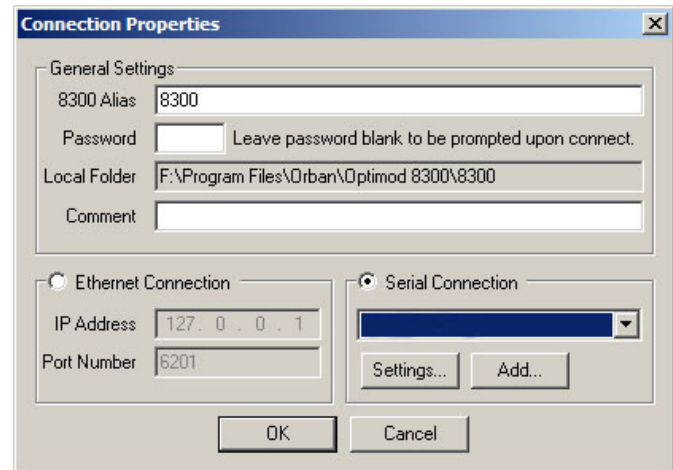 Connection Properties
General Settings
8300 Alias 8300
Password Leave password blank to be prompted upon connect.
Local Folder F:\Program Files\Orban\Optimod 8300\8300
Comment
Ethernet Connection
IP Address 127. 0 . 0 . 1
Port Number 6201
Serial Connection
Settings... Add...
OK Cancel